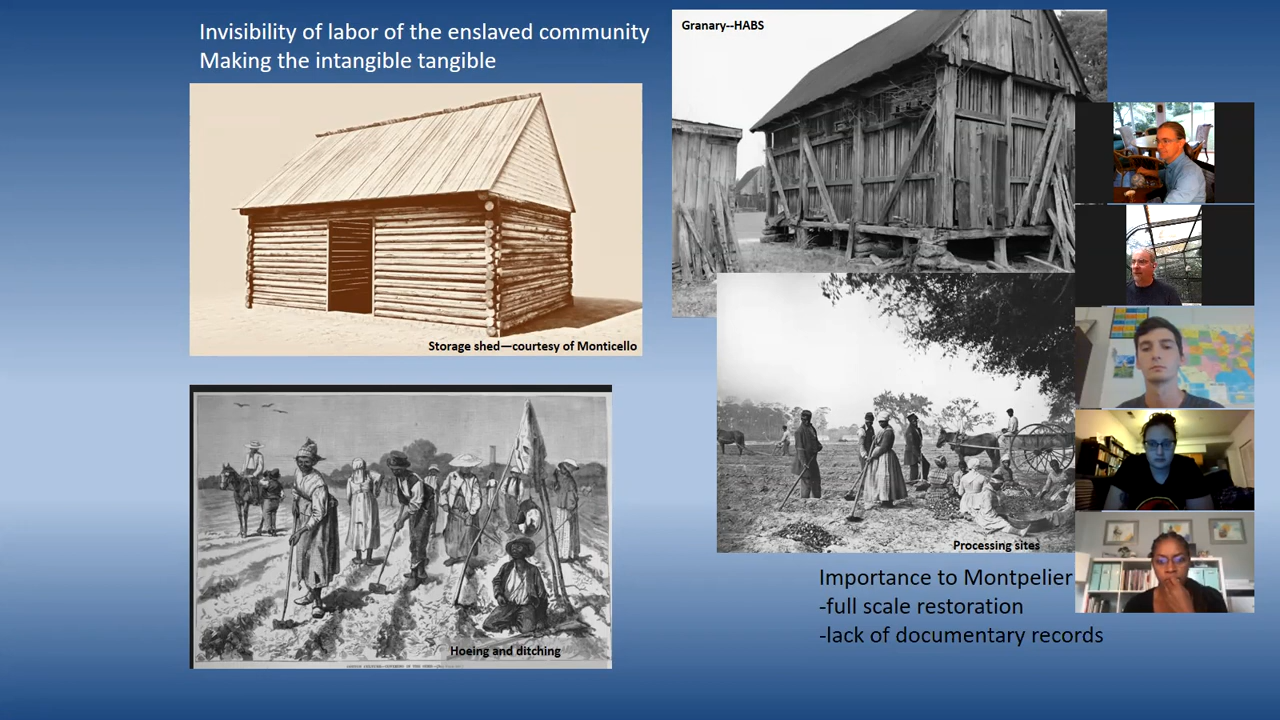 Invisibility of labor of the enslaved community
Making the intangible tangible
Granary--HABS
Storage shed—courtesy of Monticello
Hoeing and ditching
Processing sites
Importance to Montpelier
-full scale restoration
-lack of documentary records